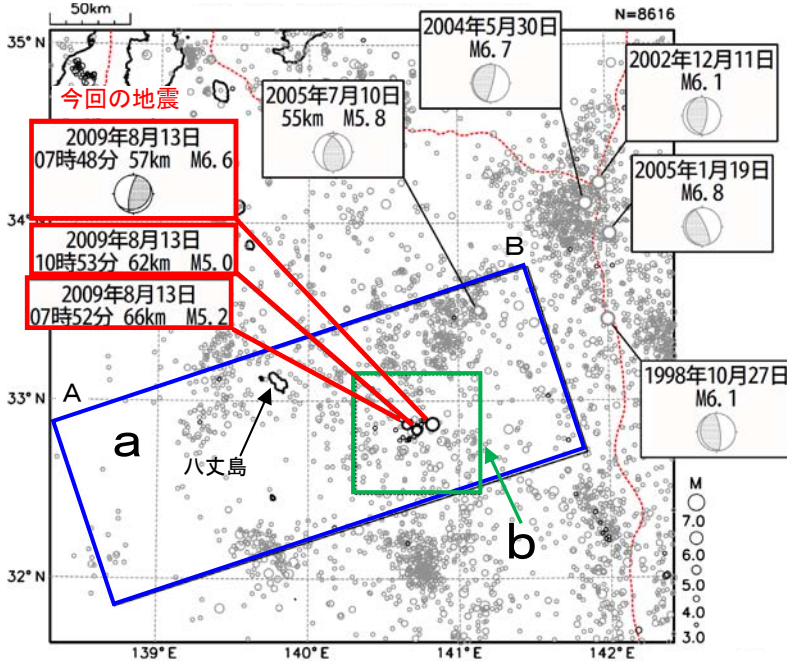 50km
N=8616
35°N
34°N
33°N
32°N
139°E
140°E
141°E
142°E
今回の地震
2009年8月13日
07時48分 57km M6.6
2009年8月13日
10時53分 62km M5.0
2009年8月13日
07時52分 66km M5.2
2005年7月10日
55km M5.8
2004年5月30日
M6.7
2002年12月11日
M6.1
2005年1月19日
M6.8
1998年10月27日
M6.1
A
B
a
b
八丈島
M
7.0
6.0
5.0
4.0
3.0